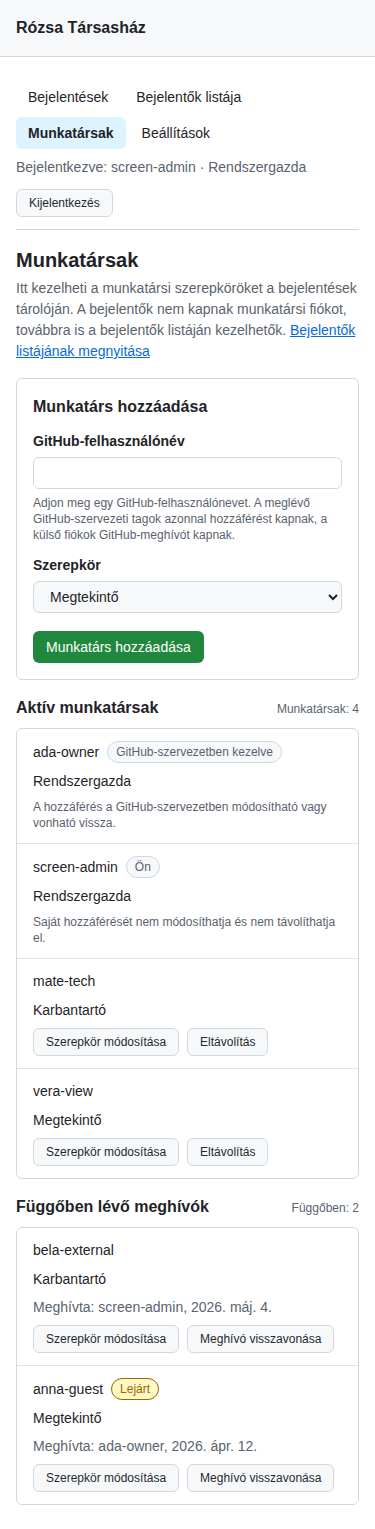 Rózsa Társasház
Bejelentések Bejelentők listája
Munkatársak Beállítások
Bejelentkezve: screen-admin · Rendszergazda
Kijelentkezés
Munkatársak
Itt kezelheti a munkatársi szerepköröket a bejelentések
tárolóján. A bejelentők nem kapnak munkatársi fiókot,
továbbra is a bejelentők listáján kezelhetők. Bejelentők
listájának megnyitása
Munkatárs hozzáadása
GitHub-felhasználónév
Adjon meg egy GitHub-felhasználónevet. A meglévő
GitHub-szervezeti tagok azonnal hozzáférést kapnak, a
külső fiókok GitHub-meghívót kapnak.
Szerepkör
Megtekintő
Munkatárs hozzáadása
Aktív munkatársak Munkatársak: 4
ada-owner GitHub-szervezetben kezelve
Rendszergazda
A hozzáférés a GitHub-szervezetben módosítható vagy
vonható vissza.
screen-admin Ön
Rendszergazda
Saját hozzáférését nem módosíthatja és nem távolíthatja
el.
mate-tech
Karbantartó
Szerepkör módosítása Eltávolítás
vera-view
Megtekintő
Szerepkör módosítása Eltávolítás
Függőben lévő meghívók Függőben: 2
bela-external
Karbantartó
Meghívta: screen-admin, 2026. máj. 4.
Szerepkör módosítása Meghívó visszavonása
anna-guest Lejárt
Megtekintő
Meghívta: ada-owner, 2026. ápr. 12.
Szerepkör módosítása Meghívó visszavonása